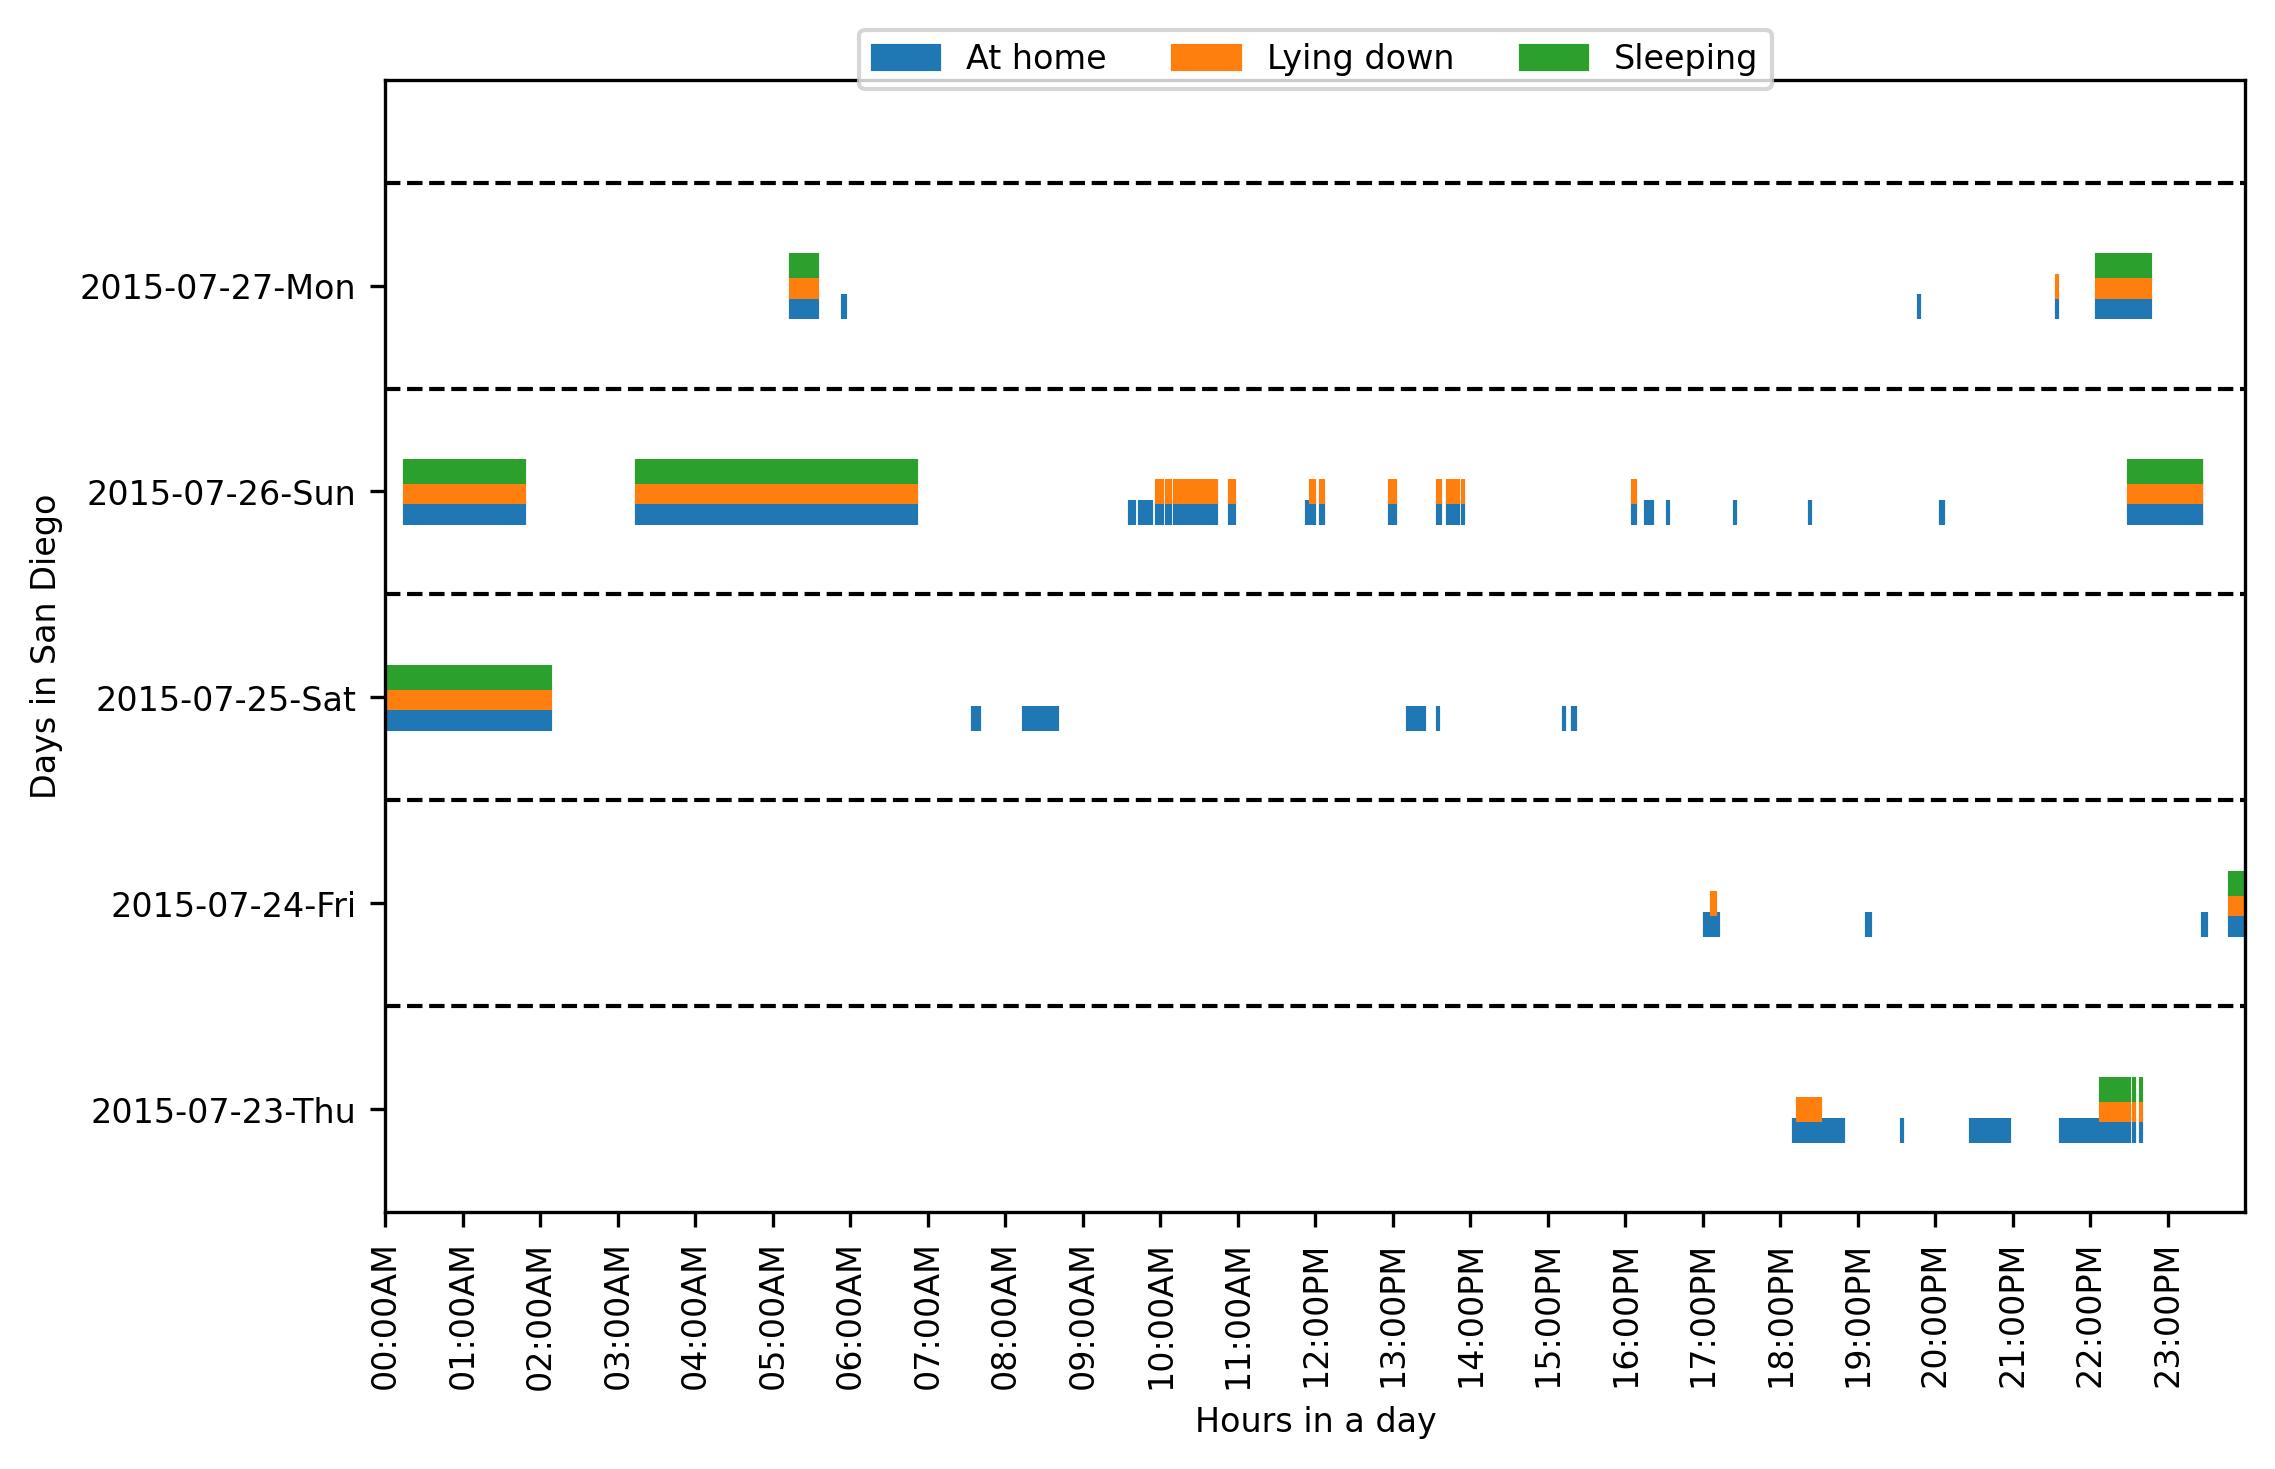 At home Lying down Sleeping
2015-07-27-Mon
2015-07-26-Sun
2015-07-25-Sat
2015-07-24-Fri
2015-07-23-Thu
Days in San Diego
00:00AM 01:00AM 02:00AM 03:00AM 04:00AM 05:00AM 06:00AM 07:00AM 08:00AM 09:00AM 10:00AM 11:00AM 12:00PM 13:00PM 14:00PM 15:00PM 16:00PM 17:00PM 18:00PM 19:00PM 20:00PM 21:00PM 22:00PM 23:00PM
Hours in a day